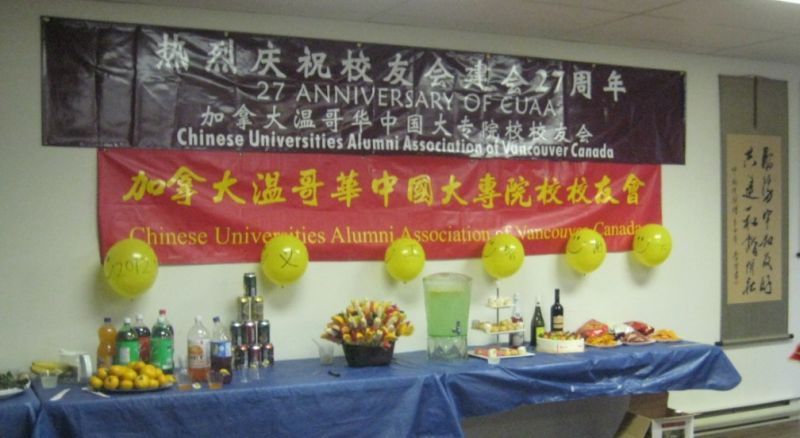 热烈庆祝校友会建会27周年
27 ANNIVERSARY OF CUAA
加拿大温哥华中国大专院校校友会
Chinese Universities Alumni Association of Vancouver Canada
加拿大溫哥華中國大專院校校友會
Chinese Universities Alumni Association of Vancouver Canada
2012